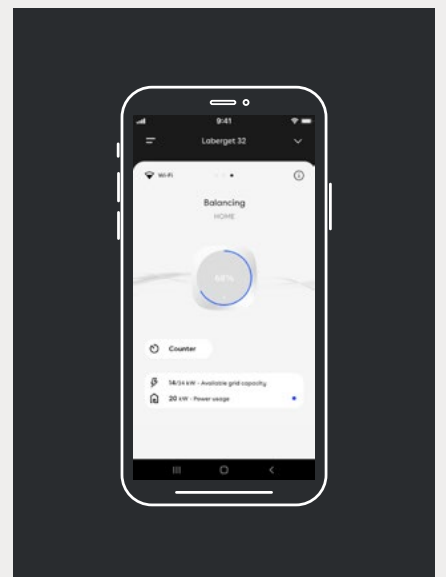 9:41
Laberget 32
Wi-Fi
Balancing
HOME
68%
Counter
14/34 kW - Available grid capacity
20 kW - Power usage